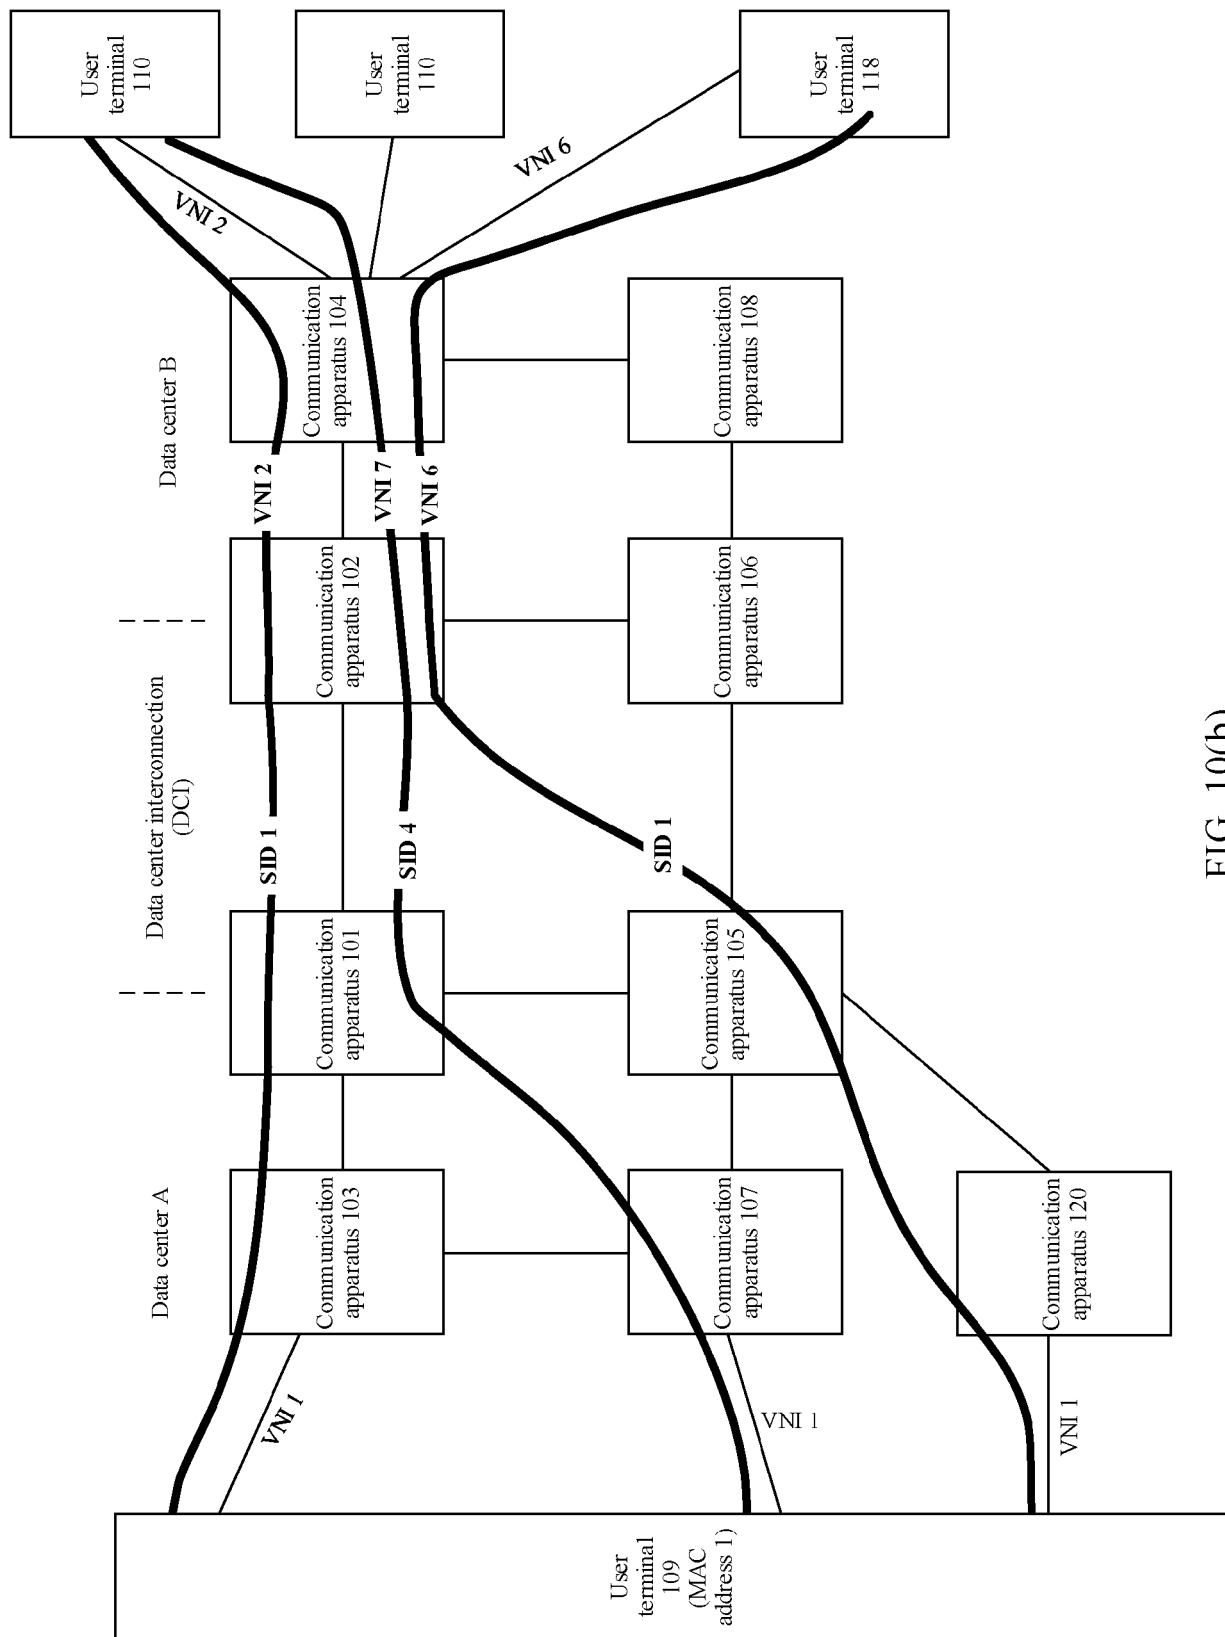 Data center A
Data center interconnection
(DCI)
Data center B
User
terminal
109
(MAC
address 1)
VNI 1
VNI 1
VNI 1
Communication
apparatus 103
Communication
apparatus 107
Communication
apparatus 120
Communication
apparatus 101
Communication
apparatus 105
SID 1
SID 4
SID 1
Communication
apparatus 102
Communication
apparatus 106
VNI 2
VNI 7
VNI 6
Communication
apparatus 104
Communication
apparatus 108
VNI 2
VNI 6
User
terminal
110
User
terminal
110
User
terminal
118
FIG. 10(b)